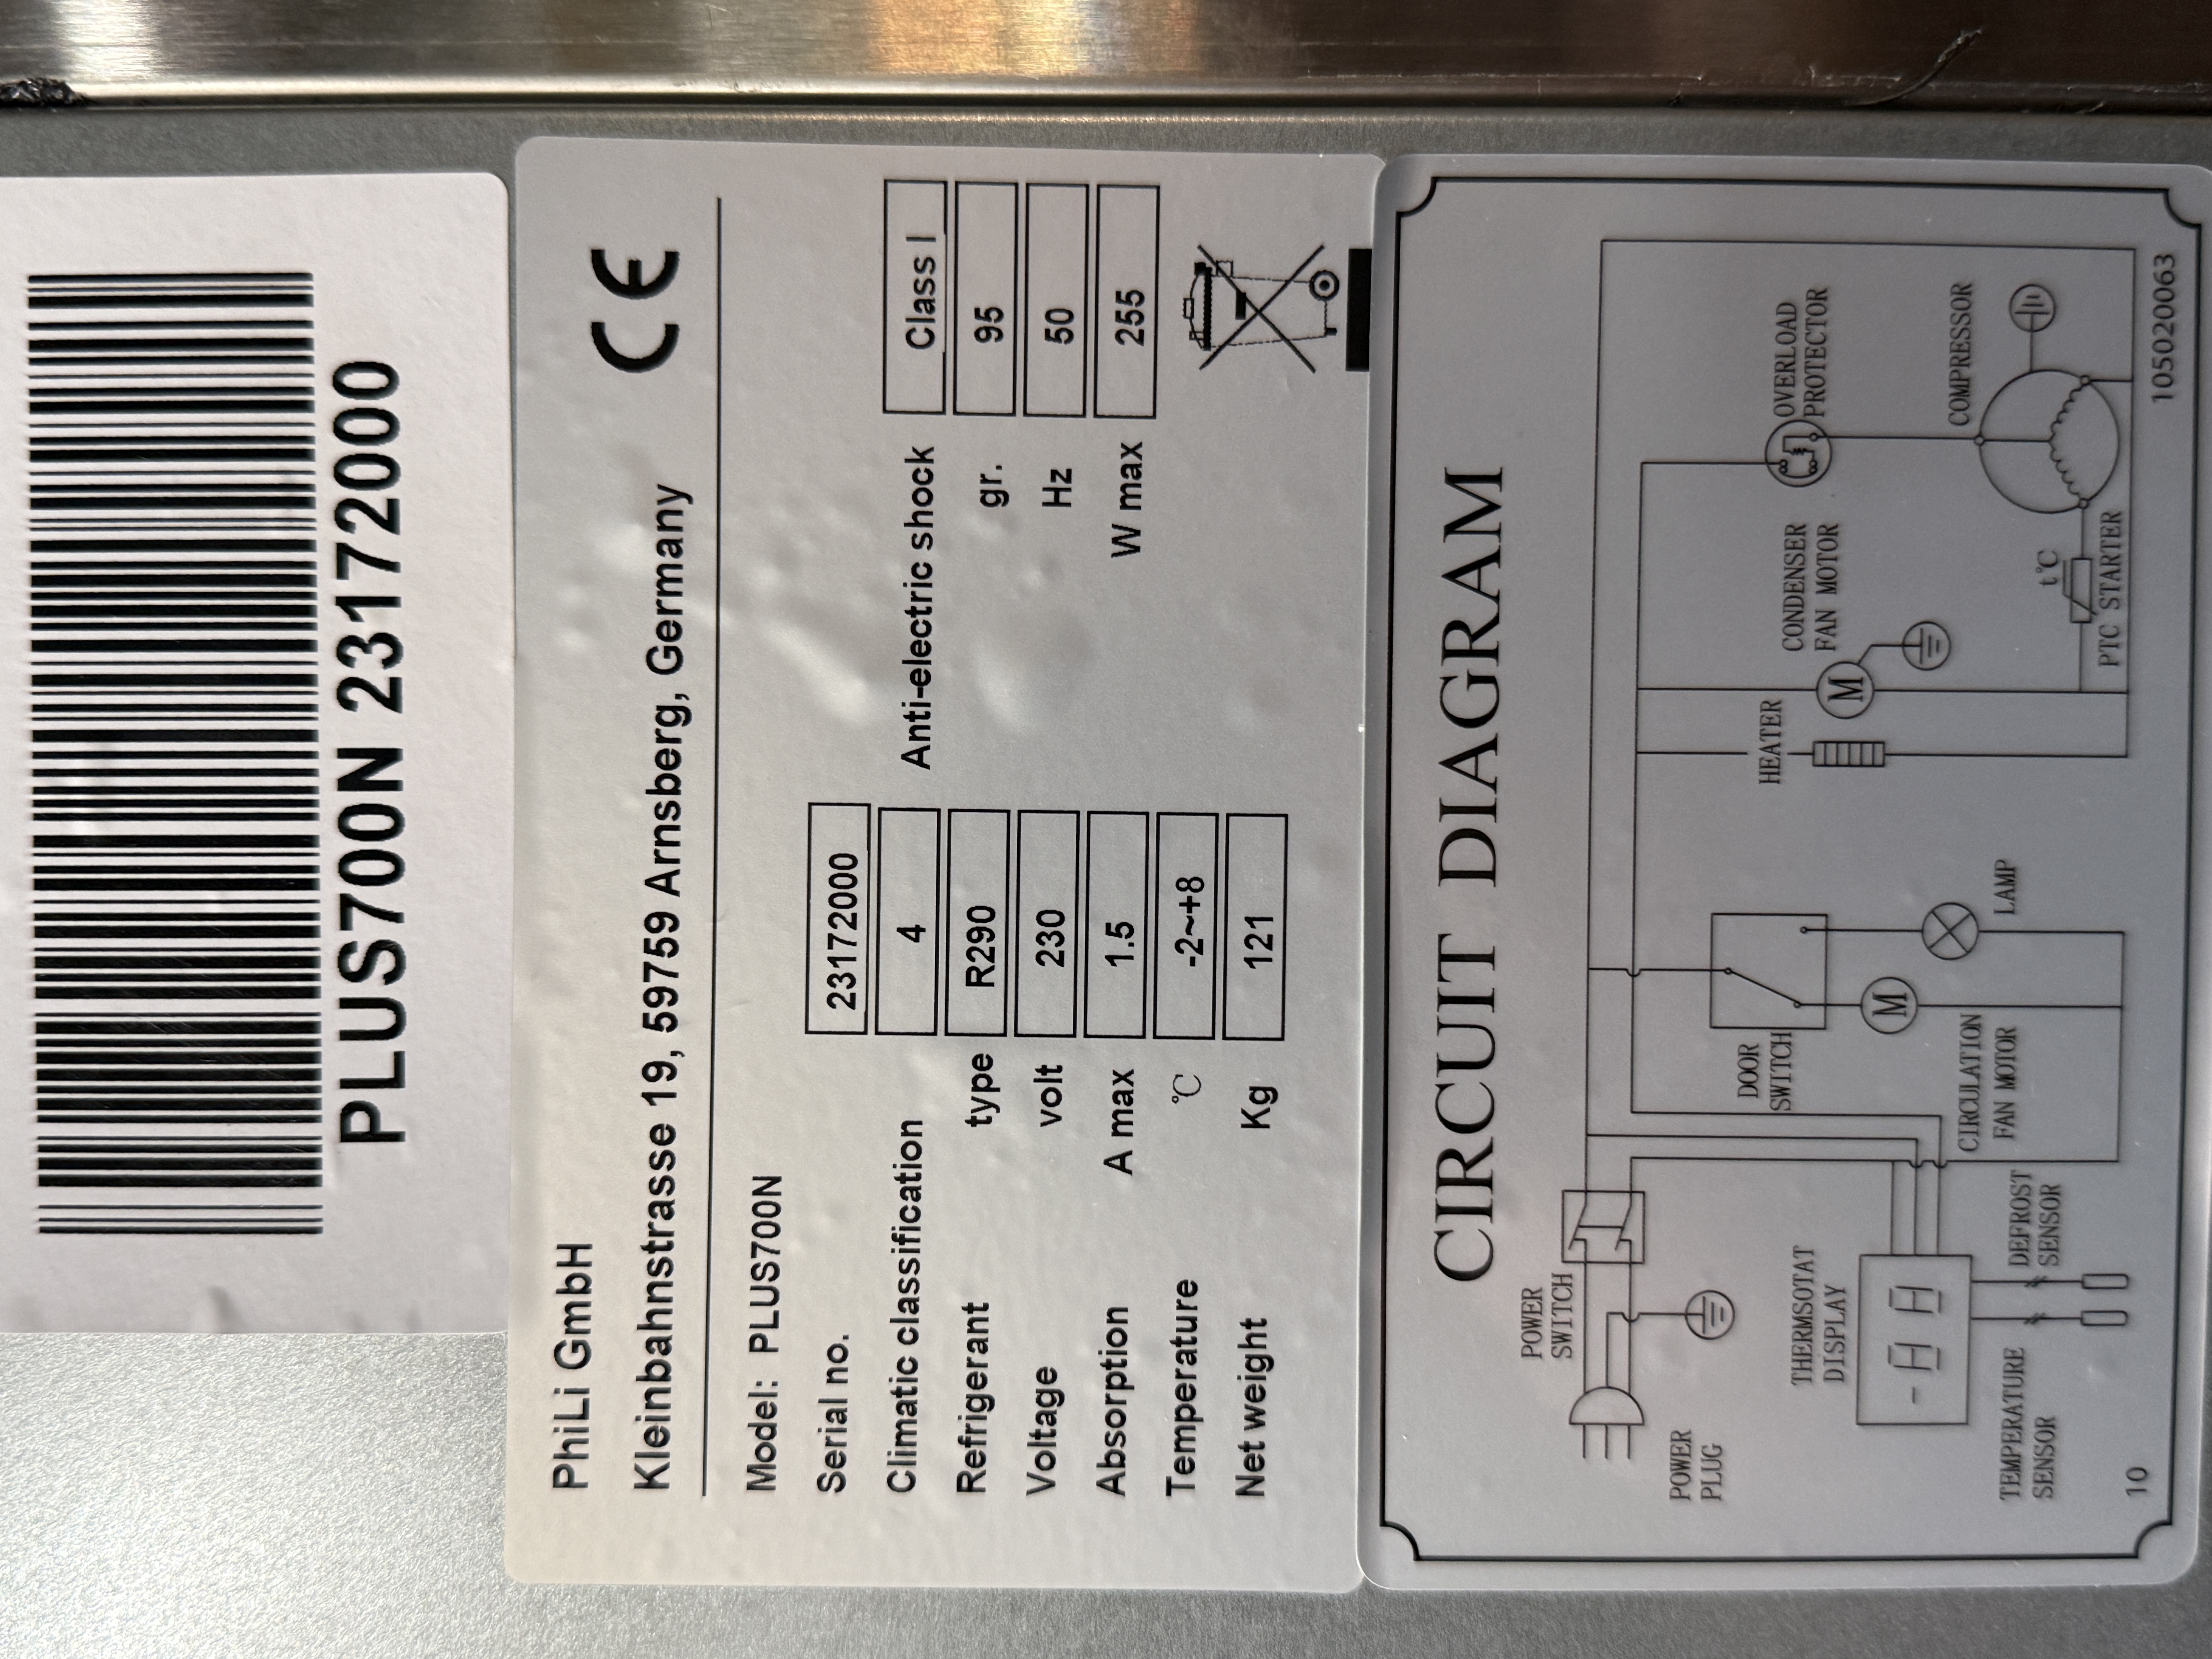 PLUS700N 23172000
PhiLi GmbH
Kleinbahnstrasse 19, 59759 Arnsberg, Germany
CE
Model: PLUS700N
Serial no. 23172000
Climatic classification 4 Anti-electric shock Class I
Refrigerant type R290 gr. 95
Voltage volt 230 Hz 50
Absorption A max 1.5 W max 255
Temperature °C -2~+8
Net weight Kg 121
CIRCUIT DIAGRAM
POWER
SWITCH
POWER
PLUG
DOOR
SWITCH
HEATER
CONDENSER
FAN MOTOR
M
OVERLOAD
PROTECTOR
THERMSOTAT
DISPLAY
M
LAMP
CIRCULATION
FAN MOTOR
COMPRESSOR
t°C
PTC STARTER
TEMPERATURE
SENSOR
DEFROST
SENSOR
10
105020063